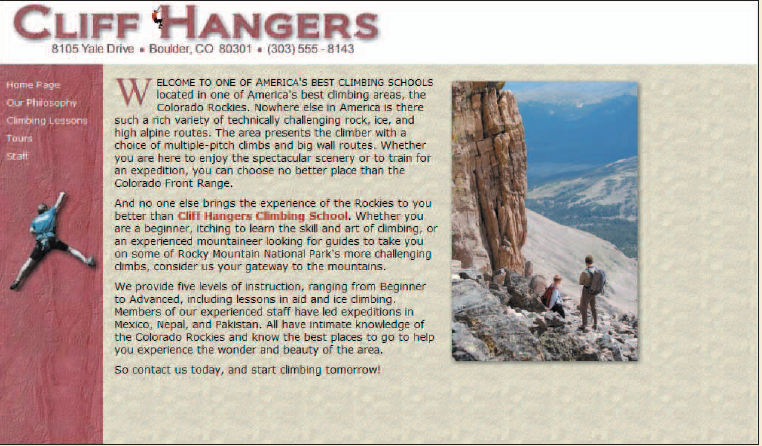 CLIFF HANGERS
8105 Yale Drive • Boulder, CO 80301 • (303) 555 - 8143
Home Page
Our Philosophy
Climbing Lessons
Tours
Staff
WELCOME TO ONE OF AMERICA'S BEST CLIMBING SCHOOLS
located in one of America's best climbing areas, the
Colorado Rockies. Nowhere else in America is there
such a rich variety of technically challenging rock, ice, and
high alpine routes. The area presents the climber with a
choice of multiple-pitch climbs and big wall routes. Whether
you are here to enjoy the spectacular scenery or to train for
an expedition, you can choose no better place than the
Colorado Front Range.
And no one else brings the experience of the Rockies to you
better than Cliff Hangers Climbing School. Whether you
are a beginner, itching to learn the skill and art of climbing, or
an experienced mountaineer looking for guides to take you
on some of Rocky Mountain National Park's more challenging
climbs, consider us your gateway to the mountains.
We provide five levels of instruction, ranging from Beginner
to Advanced, including lessons in aid and ice climbing.
Members of our experienced staff have led expeditions in
Mexico, Nepal, and Pakistan. All have intimate knowledge of
the Colorado Rockies and know the best places to go to help
you experience the wonder and beauty of the area.
So contact us today, and start climbing tomorrow!